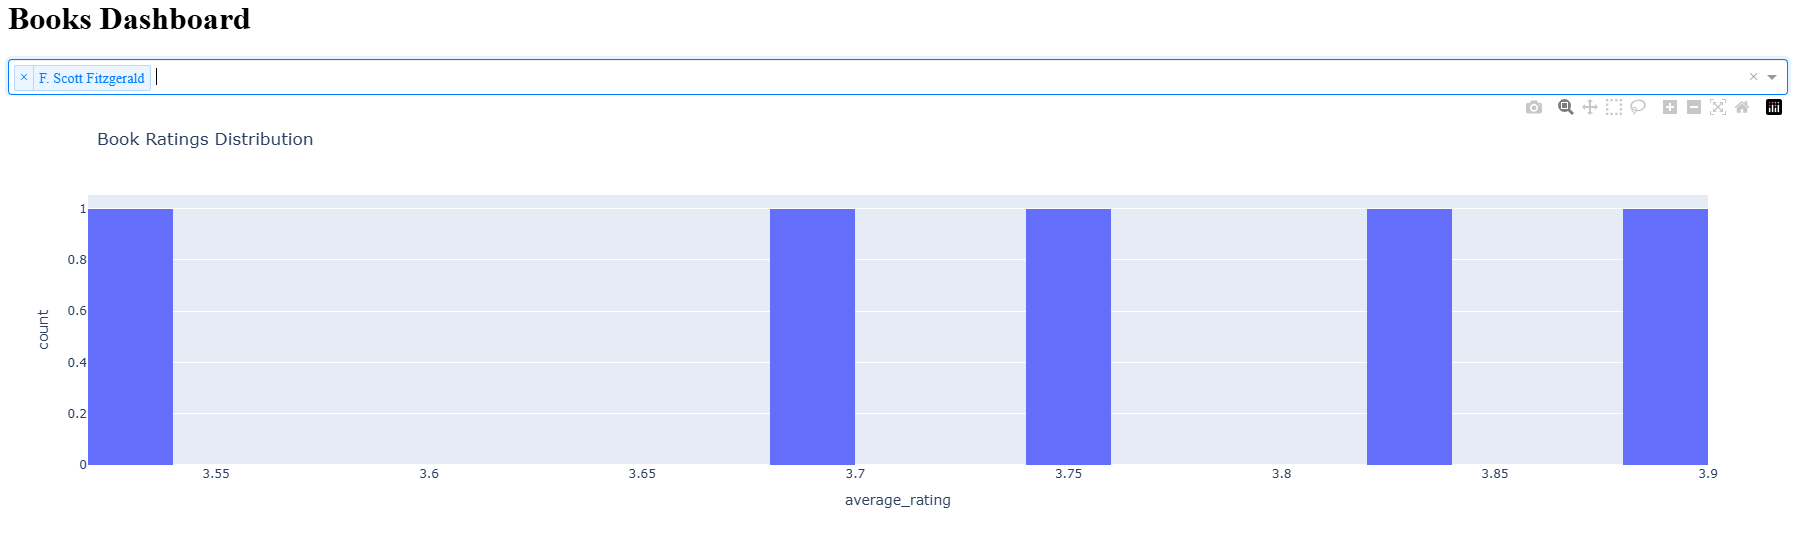 Books Dashboard
× F. Scott Fitzgerald ×
Book Ratings Distribution
1
0.8
0.6
0.4
0.2
0
count
3.55 3.6 3.65 3.7 3.75 3.8 3.85 3.9
average_rating